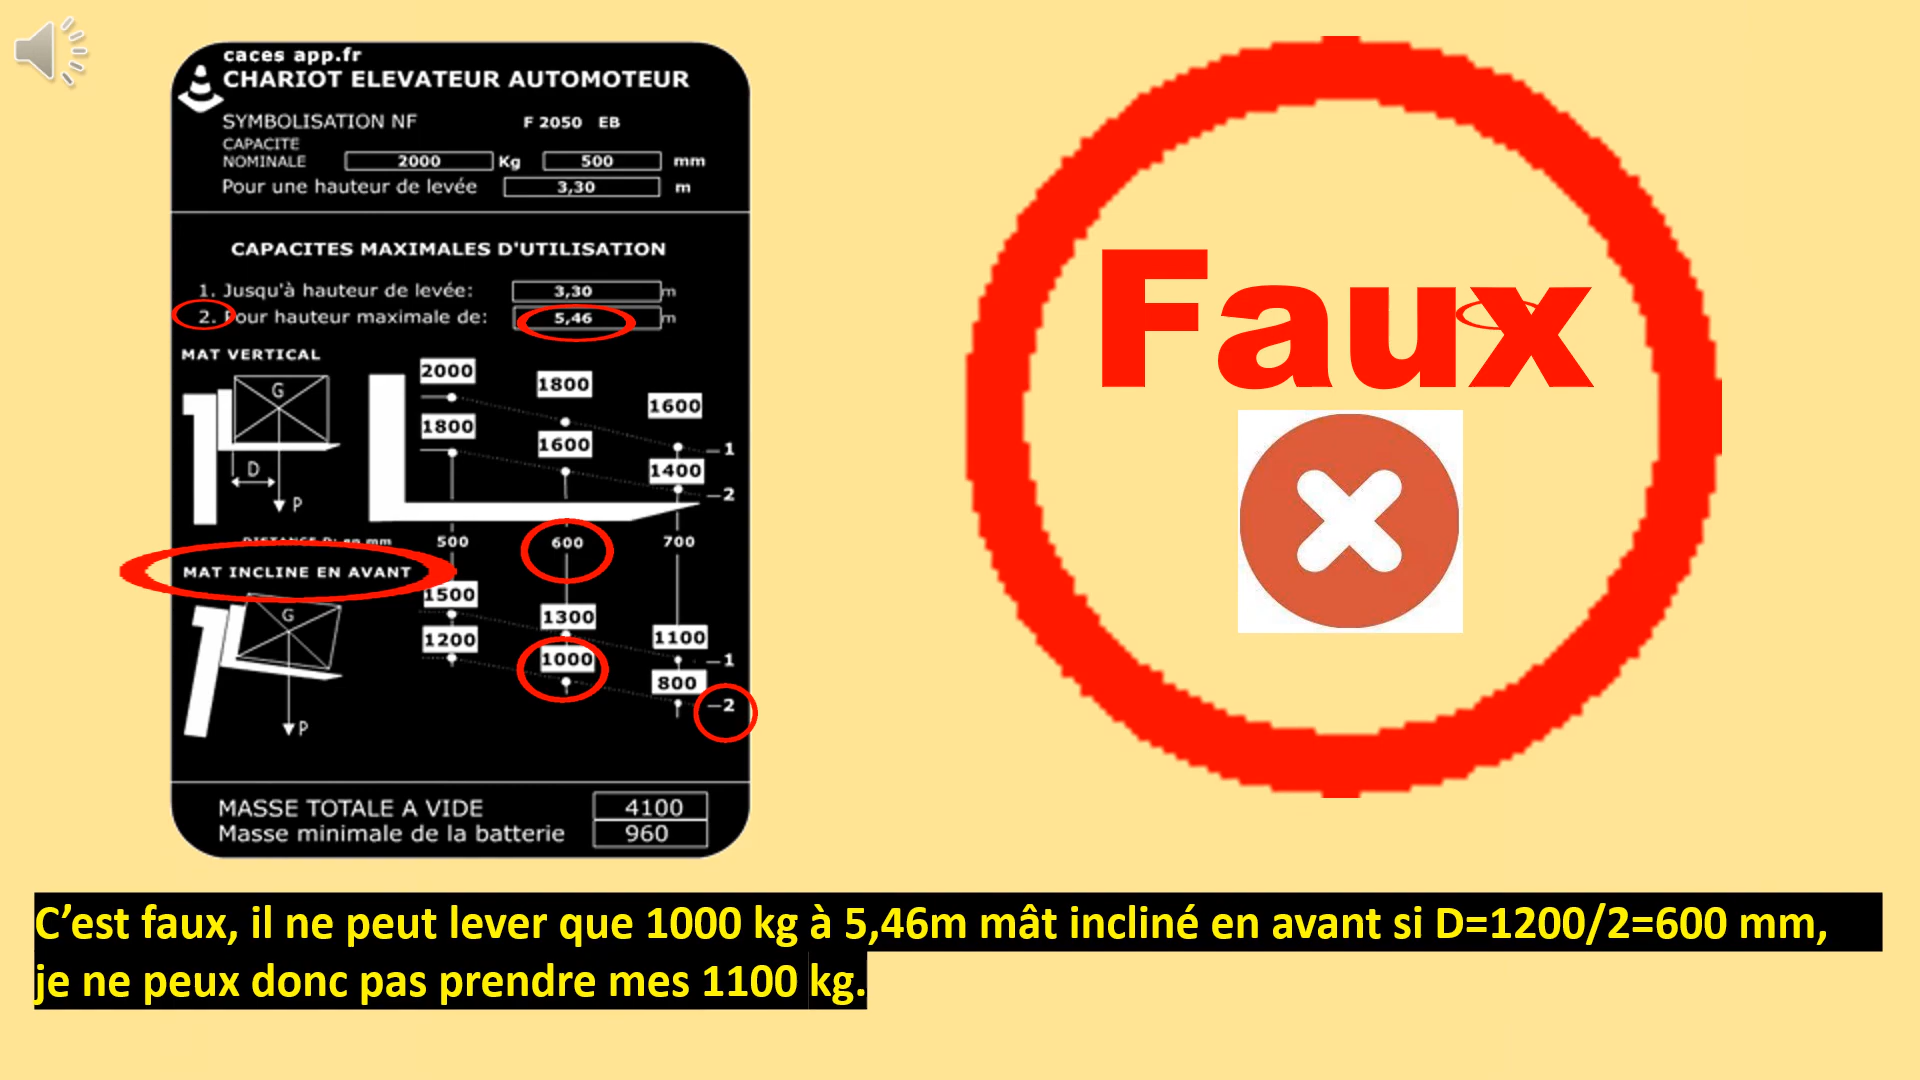 caces app.fr
CHARIOT ELEVATEUR AUTOMOTEUR
SYMBOLISATION NF F 2050 EB
CAPACITE
NOMINALE 2000 Kg 500 mm
Pour une hauteur de levée 3,30 m
CAPACITES MAXIMALES D'UTILISATION
1. Jusqu'à hauteur de levée: 3,30 m
2. Pour hauteur maximale de: 5,46 m
MAT VERTICAL
2000 1800 1600
G
1800 1600 1400
1
2
D
P
DISTANCE D: en mm 500 600 700
MAT INCLINE EN AVANT
1500 1300 1100
G
1200 1000 800
1
2
P
MASSE TOTALE A VIDE 4100
Masse minimale de la batterie 960
Faux
C’est faux, il ne peut lever que 1000 kg à 5,46m mât incliné en avant si D=1200/2=600 mm,
je ne peux donc pas prendre mes 1100 kg.